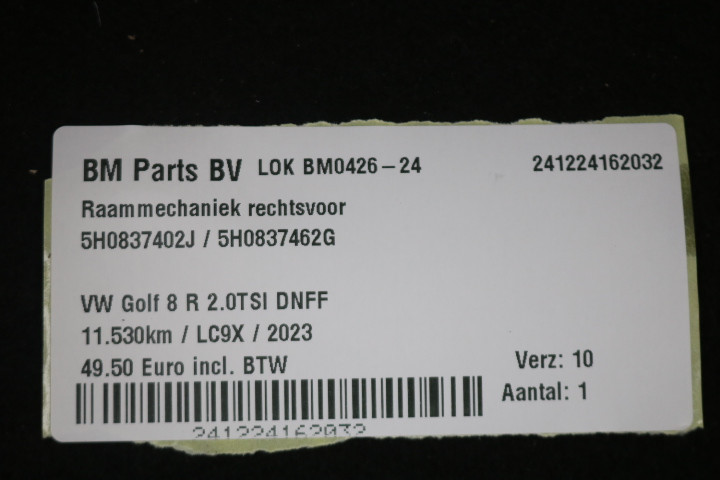 BM Parts BV LOK BM0426-24 241224162032
Raammechaniek rechtsvoor
5H0837402J / 5H0837462G
VW Golf 8 R 2.0TSI DNFF
11.530km / LC9X / 2023
49.50 Euro incl. BTW
Verz: 10
Aantal: 1
241224162032